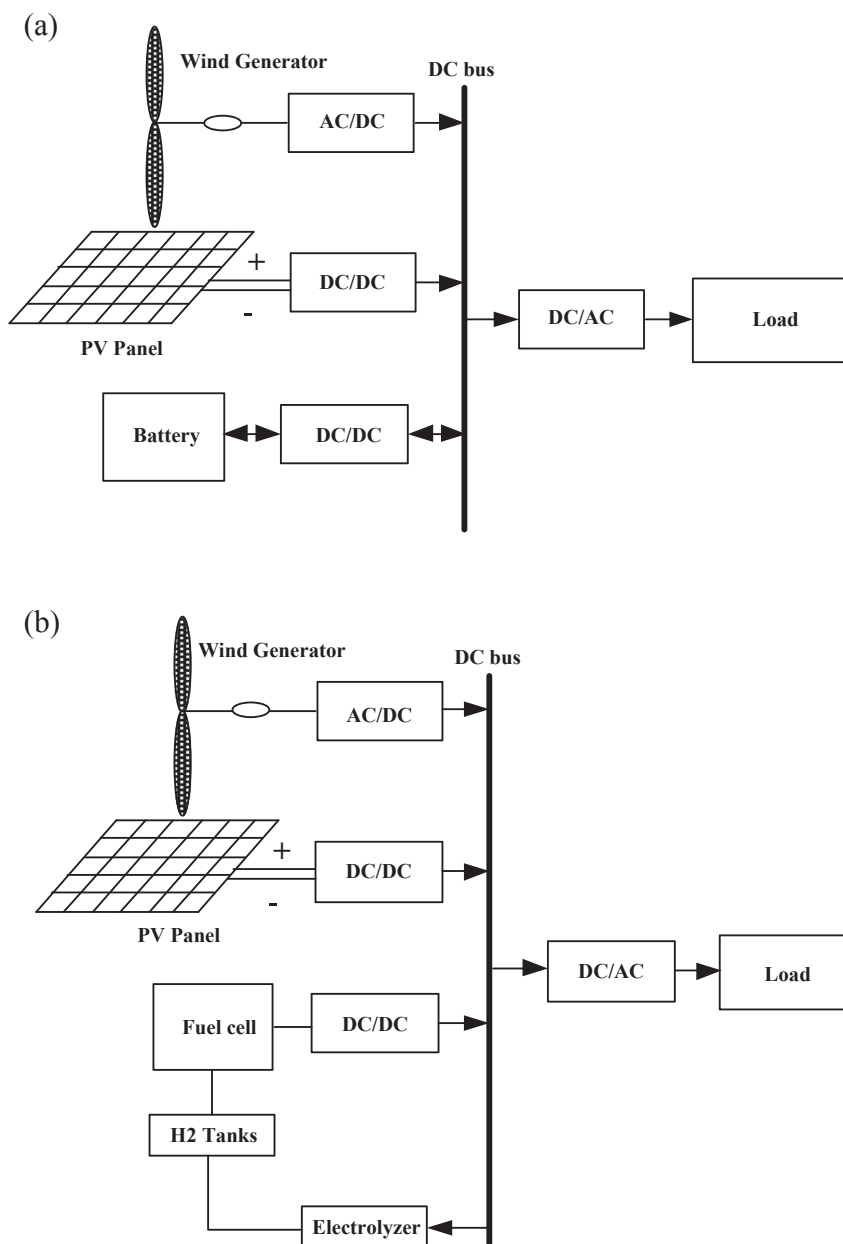 (a)
Wind Generator
DC bus
AC/DC
+
DC/DC
-
DC/AC
Load
PV Panel
Battery
DC/DC
(b)
Wind Generator
DC bus
AC/DC
+
DC/DC
-
PV Panel
DC/AC
Load
Fuel cell
DC/DC
H2 Tanks
Electrolyzer